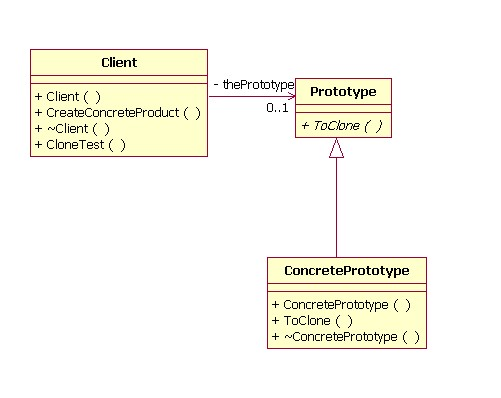 Client
+ Client ( )
+ CreateConcreteProduct ( )
+ ~Client ( )
+ CloneTest ( )
- thePrototype
0..1
Prototype
+ ToClone ( )
ConcretePrototype
+ ConcretePrototype ( )
+ ToClone ( )
+ ~ConcretePrototype ( )